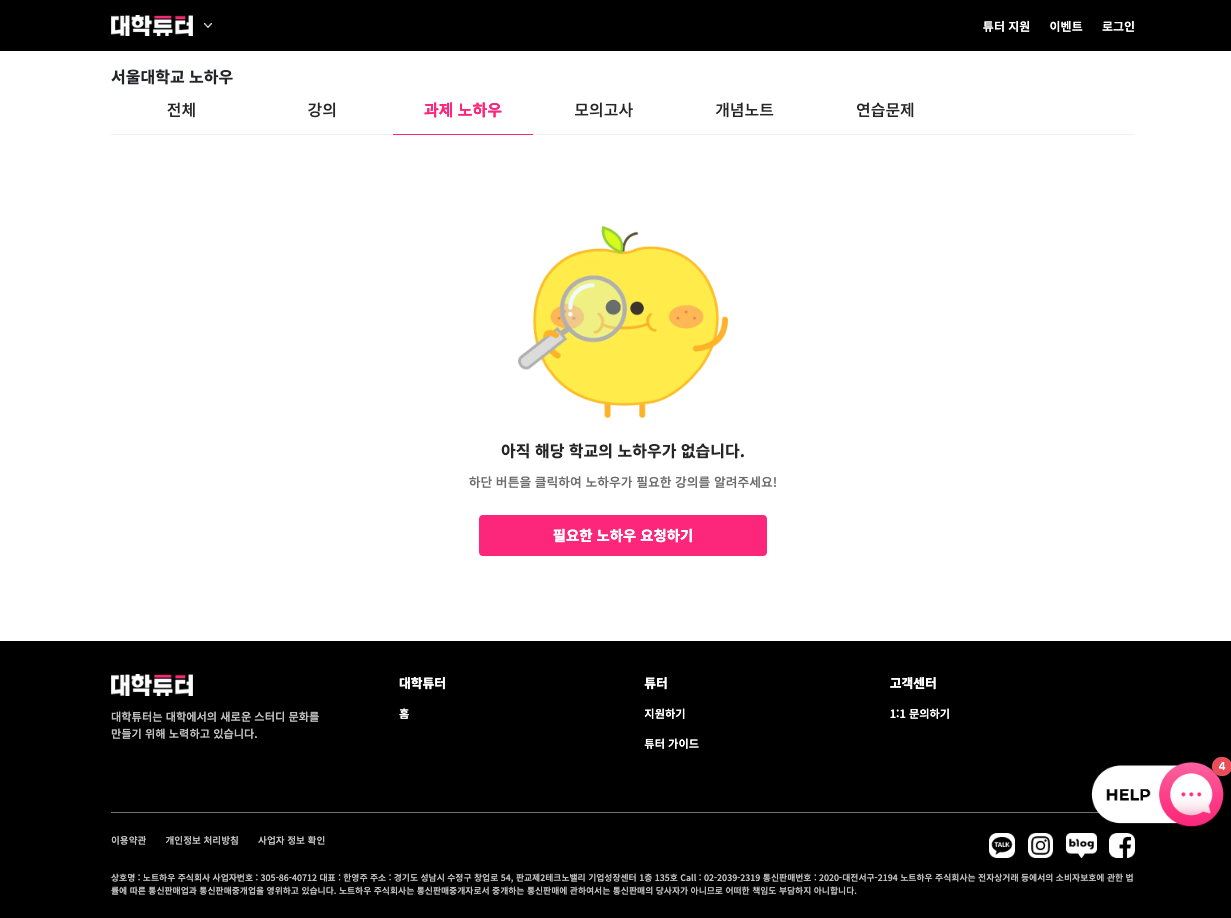 대학튜터
튜터 지원 이벤트 로그인
서울대학교 노하우
전체 강의 과제 노하우 모의고사 개념노트 연습문제
아직 해당 학교의 노하우가 없습니다.
하단 버튼을 클릭하여 노하우가 필요한 강의를 알려주세요!
필요한 노하우 요청하기
대학튜터
대학튜터는 대학에서의 새로운 스터디 문화를
만들기 위해 노력하고 있습니다.
대학튜터
홈
튜터
지원하기
튜터 가이드
고객센터
1:1 문의하기
HELP
4
이용약관 개인정보 처리방침 사업자 정보 확인
TALK
blog
상호명 : 노트하우 주식회사 사업자번호 : 305-86-40712 대표 : 한영주 주소 : 경기도 성남시 수정구 창업로 54, 판교제2테크노밸리 기업성장센터 1층 135호 Call : 02-2039-2319 통신판매번호 : 2020-대전서구-2194 노트하우 주식회사는 전자상거래 등에서의 소비자보호에 관한 법
률에 따른 통신판매업과 통신판매중개업을 영위하고 있습니다. 노트하우 주식회사는 통신판매중개자로서 중개하는 통신판매에 관하여서는 통신판매의 당사자가 아니므로 어떠한 책임도 부담하지 아니합니다.